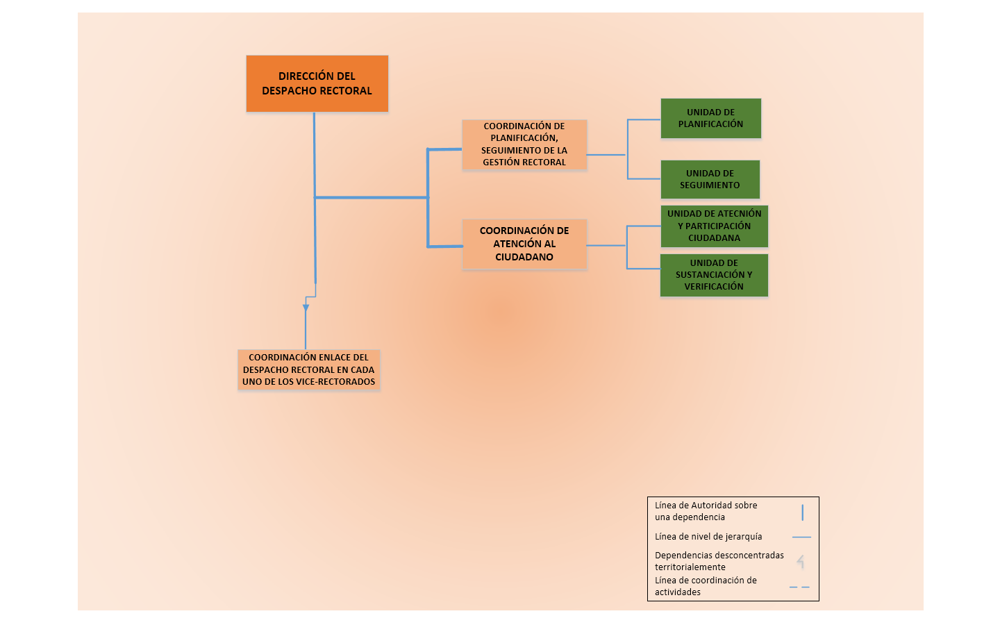 DIRECCIÓN DEL
DESPACHO RECTORAL
COORDINACIÓN DE
PLANIFICACIÓN,
SEGUIMIENTO DE LA
GESTIÓN RECTORAL
UNIDAD DE
PLANIFICACIÓN
UNIDAD DE
SEGUIMIENTO
COORDINACIÓN DE
ATENCIÓN AL
CIUDADANO
UNIDAD DE ATECNIÓN
Y PARTICIPACIÓN
CIUDADANA
UNIDAD DE
SUSTANCIACIÓN Y
VERIFICACIÓN
COORDINACIÓN ENLACE DEL
DESPACHO RECTORAL EN CADA
UNO DE LOS VICE-RECTORADOS
Línea de Autoridad sobre
una dependencia
Línea de nivel de jerarquía
Dependencias desconcentradas
territorialemente
Línea de coordinación de
actividades